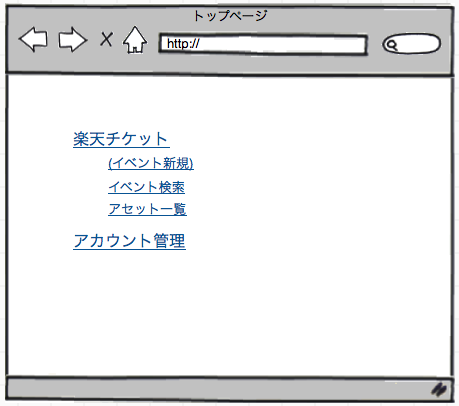 トップページ
http://
楽天チケット
(イベント新規)
イベント検索
アセット一覧
アカウント管理